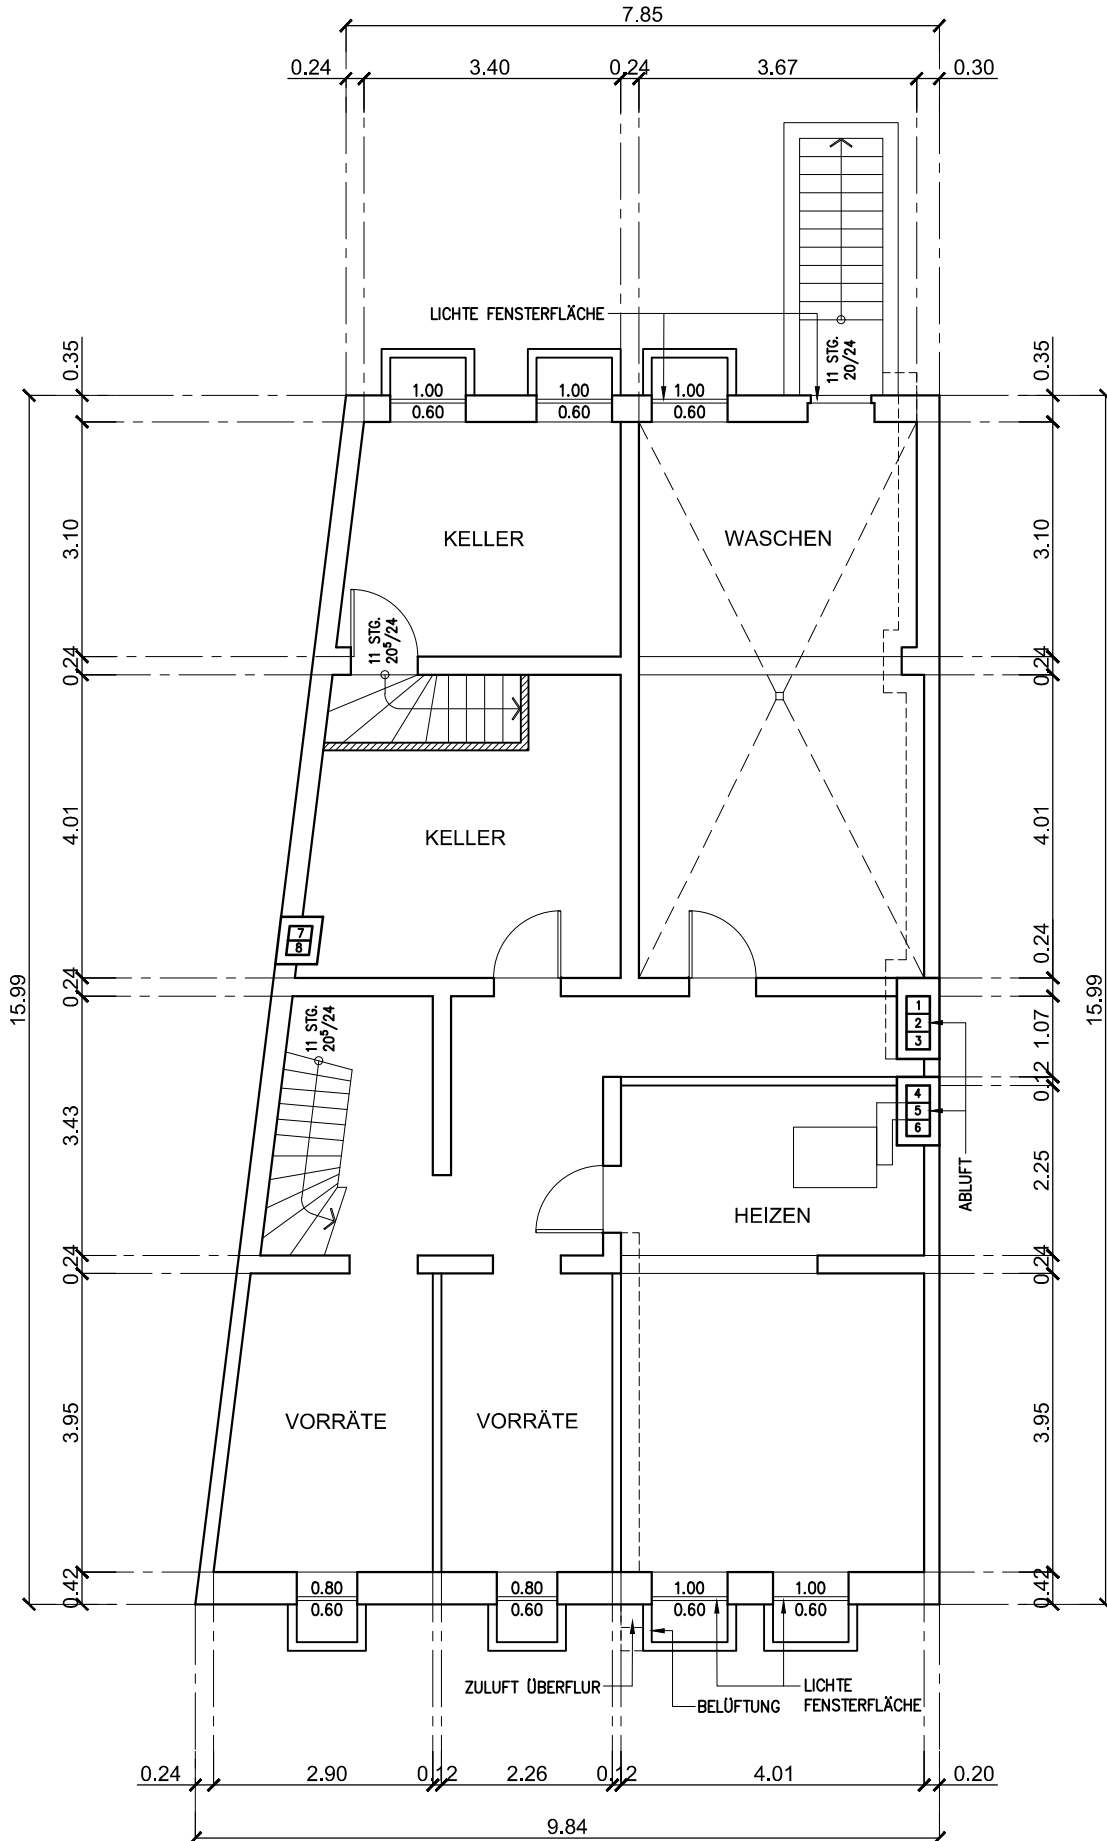 7.85
0.24 3.40 0.24 3.67 0.30
LICHTE FENSTERFLÄCHE
11 STG.
20/24
0.35
0.35
1.00 1.00 1.00
0.60 0.60 0.60
3.10
KELLER
WASCHEN
3.10
11 STG.
20⁵/24
0.24
0.24
4.01
KELLER
4.01
7
8
0.24
0.24
15.99
15.99
11 STG.
20⁵/24
1
2
3
1.07
0.12
4
5
6
3.43
ABLUFT
2.25
HEIZEN
0.24
0.24
3.95
VORRÄTE
VORRÄTE
3.95
0.42
0.42
0.80 0.80 1.00 1.00
0.60 0.60 0.60 0.60
ZULUFT ÜBERFLUR
BELÜFTUNG
LICHTE
FENSTERFLÄCHE
0.24 2.90 0.12 2.26 0.12 4.01 0.20
9.84